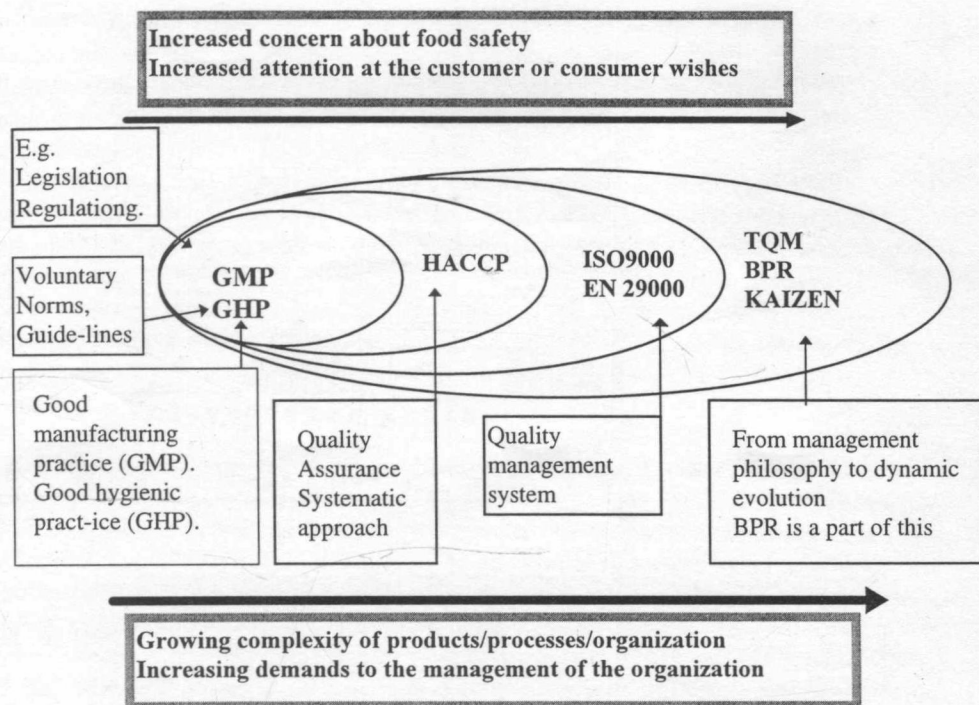 Increased concern about food safety
Increased attention at the customer or consumer wishes
E.g.
Legislation
Regulationg.
Voluntary
Norms,
Guide-lines
GMP
GHP
HACCP
ISO9000
EN 29000
TQM
BPR
KAIZEN
Good
manufacturing
practice (GMP).
Good hygienic
pract-ice (GHP).
Quality
Assurance
Systematic
approach
Quality
management
system
From management
philosophy to dynamic
evolution
BPR is a part of this
Growing complexity of products/processes/organization
Increasing demands to the management of the organization